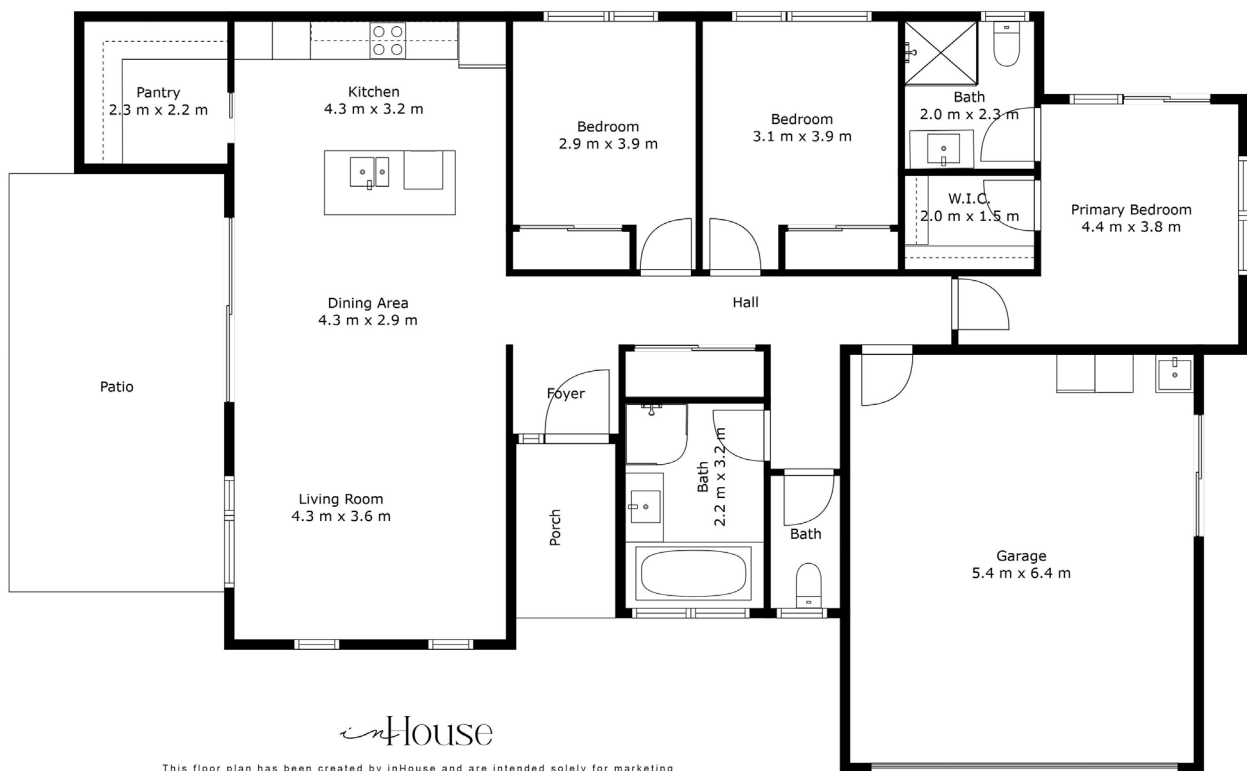 Pantry
2.3 m x 2.2 m
Kitchen
4.3 m x 3.2 m
Bedroom
2.9 m x 3.9 m
Bedroom
3.1 m x 3.9 m
Bath
2.0 m x 2.3 m
W.I.C.
2.0 m x 1.5 m
Primary Bedroom
4.4 m x 3.8 m
Dining Area
4.3 m x 2.9 m
Hall
Patio
Foyer
Living Room
4.3 m x 3.6 m
Porch
Bath
2.2 m x 3.2 m
Bath
Garage
5.4 m x 6.4 m
inHouse
This floor plan has been created by inHouse and are intended solely for marketing